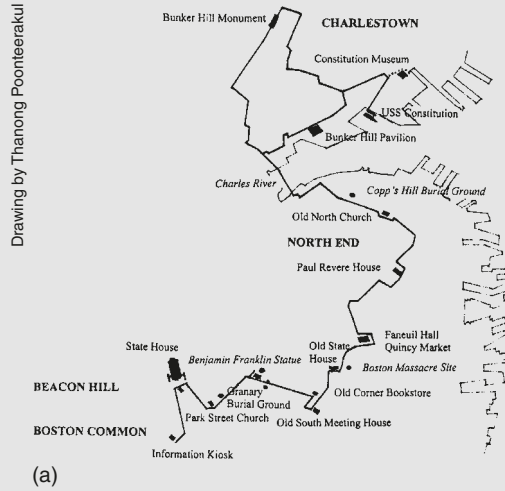 Drawing by Thanong Poonteerakul
Bunker Hill Monument
CHARLESTOWN
Constitution Museum
USS Constitution
Bunker Hill Pavilion
Charles River
Copp's Hill Burial Ground
Old North Church
NORTH END
Paul Revere House
Faneuil Hall
Quincy Market
Old State
House
Boston Massacre Site
State House
Benjamin Franklin Statue
BEACON HILL
Granary
Burial Ground
Old Corner Bookstore
Park Street Church
Old South Meeting House
BOSTON COMMON
Information Kiosk
(a)